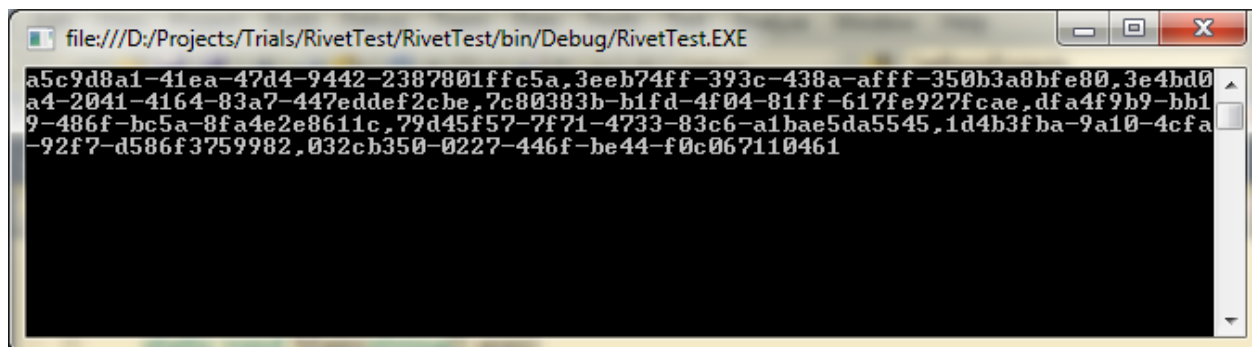 file:///D:/Projects/Trials/RivetTest/RivetTest/bin/Debug/RivetTest.EXE
a5c9d8a1-41ea-47d4-9442-2387801ffc5a,3eeb74ff-393c-438a-afff-350b3a8bfe80,3e4bd0
a4-2041-4164-83a7-447eddef2cbe,7c80383b-b1fd-4f04-81ff-617fe927fcae,dfa4f9b9-bb1
9-486f-bc5a-8fa4e2e8611c,79d45f57-7f71-4733-83c6-a1bae5da5545,1d4b3fba-9a10-4cfa
-92f7-d586f3759982,032cb350-0227-446f-be44-f0c067110461